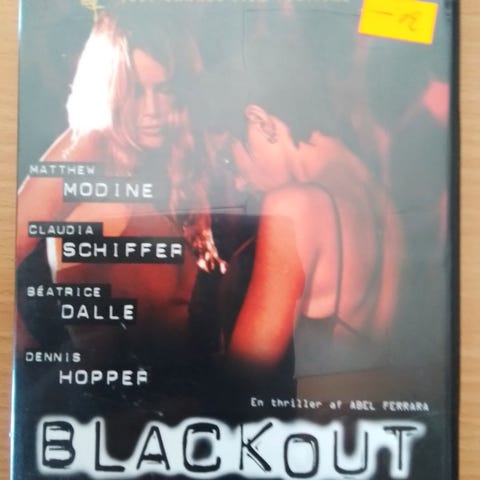 MATTHEW
MODINE
CLAUDIA
SCHIFFER
BÉATRICE
DALLE
DENNIS
HOPPER
En thriller af ABEL FERRARA
BLACKOUT